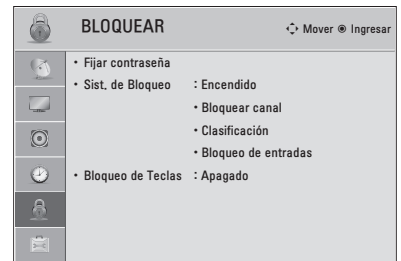 BLOQUEAR
Mover Ingresar
• Fijar contraseña
• Sist. de Bloqueo : Encendido
• Bloquear canal
• Clasificación
• Bloqueo de entradas
• Bloqueo de Teclas : Apagado